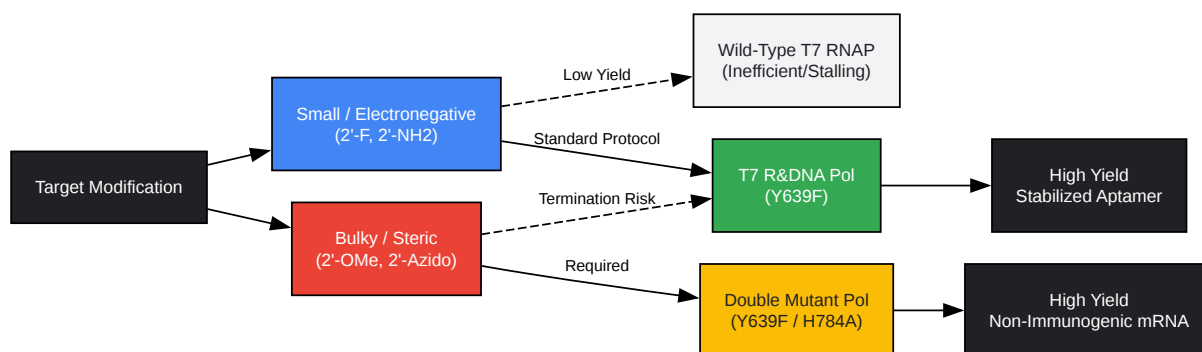 Target Modification
Small / Electronegative
(2'-F, 2'-NH2)
Bulky / Steric
(2'-OMe, 2'-Azido)
Low Yield
Standard Protocol
Termination Risk
Required
Wild-Type T7 RNAP
(Inefficient/Stalling)
T7 R&DNA Pol
(Y639F)
Double Mutant Pol
(Y639F / H784A)
High Yield
Stabilized Aptamer
High Yield
Non-Immunogenic mRNA